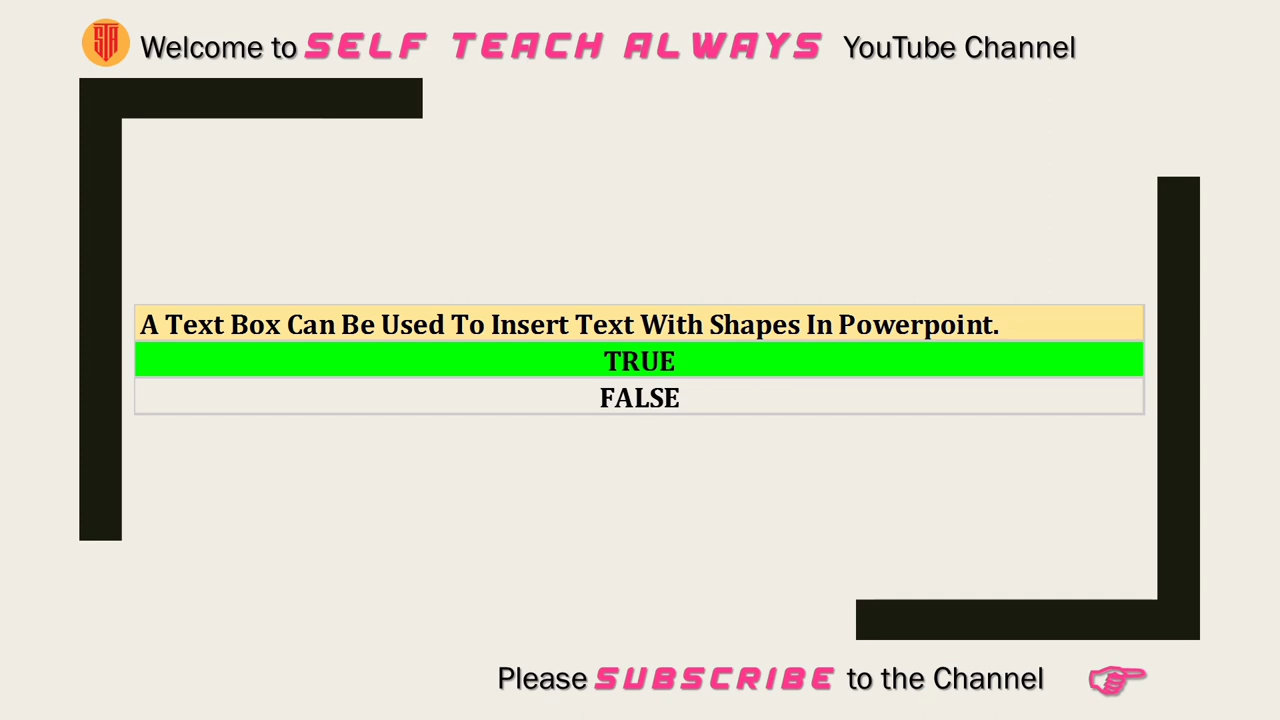 STA
Welcome to SELF TEACH ALWAYS YouTube Channel
A Text Box Can Be Used To Insert Text With Shapes In Powerpoint.
TRUE
FALSE
Please SUBSCRIBE to the Channel